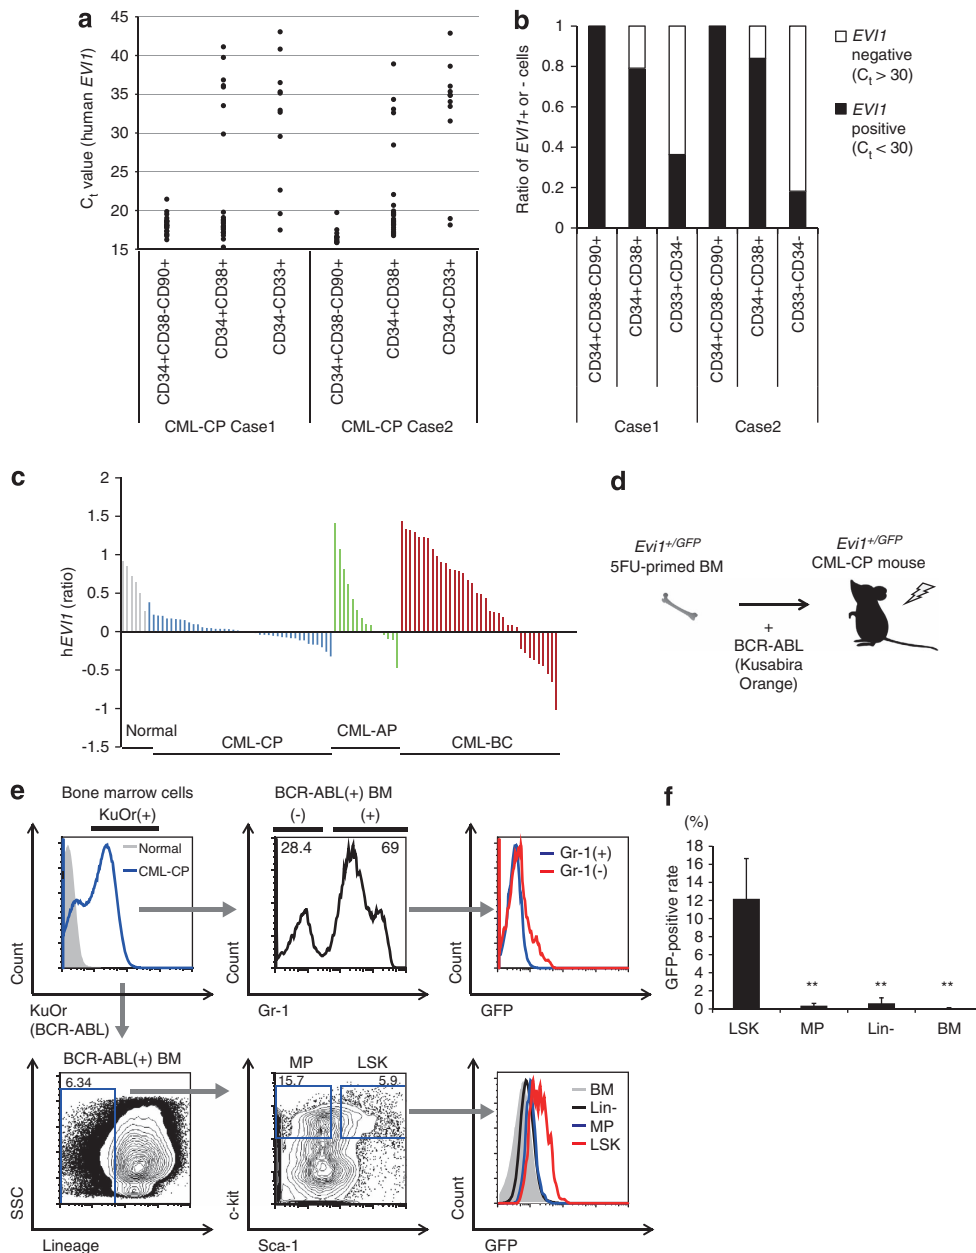 a
C_t value (human EVI1)
45
40
35
30
25
20
15
CD34+CD38-CD90+
CD34+CD38+
CD34-CD33+
CD34+CD38-CD90+
CD34+CD38+
CD34-CD33+
CML-CP Case1
CML-CP Case2
b
Ratio of EVI1+ or - cells
1
0.8
0.6
0.4
0.2
0
EVI1
negative
(C_t > 30)
EVI1
positive
(C_t < 30)
CD34+CD38-CD90+
CD34+CD38+
CD33+CD34-
CD34+CD38-CD90+
CD34+CD38+
CD33+CD34-
Case1
Case2
c
hEVI1 (ratio)
2
1.5
1
0.5
0
-0.5
-1
-1.5
Normal
CML-CP
CML-AP
CML-BC
d
Evi1+/GFP
5FU-primed BM
+
BCR-ABL
(Kusabira
Orange)
Evi1+/GFP
CML-CP mouse
e
Bone marrow cells
KuOr(+)
Normal
CML-CP
Count
KuOr
(BCR-ABL)
BCR-ABL(+) BM
(-)
(+)
28.4
69
Count
Gr-1
Gr-1(+)
Gr-1(-)
Count
GFP
BCR-ABL(+) BM
6.34
SSC
Lineage
MP
LSK
15.7
5.9
c-kit
Sca-1
BM
Lin-
MP
LSK
Count
GFP
f
(%)
GFP-positive rate
18
16
14
12
10
8
6
4
2
0
**
**
**
LSK
MP
Lin-
BM